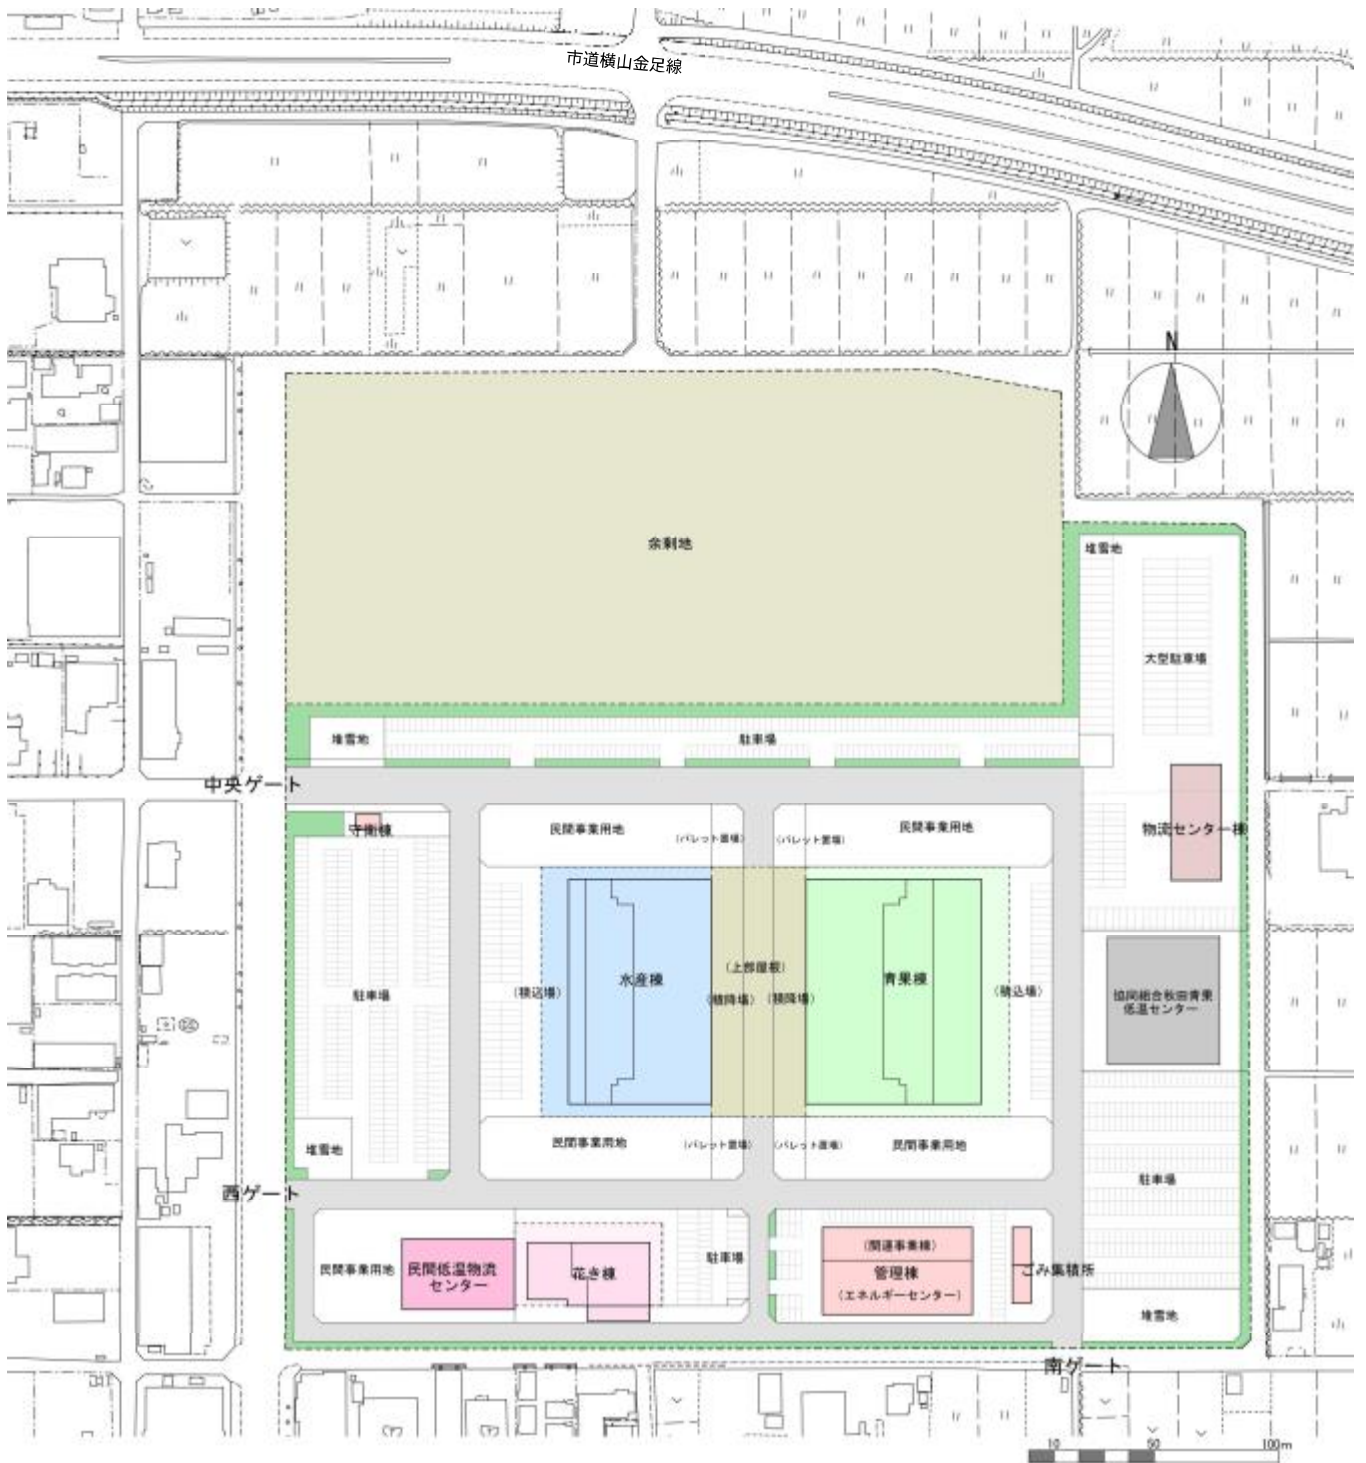 市道横山金足線
N
余剰地
堆雪地
大型駐車場
堆雪地
駐車場
中央ゲート
守衛棟
民間事業用地
（パレット置場）
（パレット置場）
民間事業用地
物流センター棟
駐車場
（積込場）
水産棟
（上部屋根）
（積降場）
（積降場）
青果棟
（積込場）
協同組合秋田青果
低温センター
堆雪地
民間事業用地
（パレット置場）
（パレット置場）
民間事業用地
駐車場
西ゲート
民間事業用地
民間低温物流
センター
花き棟
駐車場
（関連事業棟）
管理棟
（エネルギーセンター）
ごみ集積所
堆雪地
南ゲート
10 50 100m